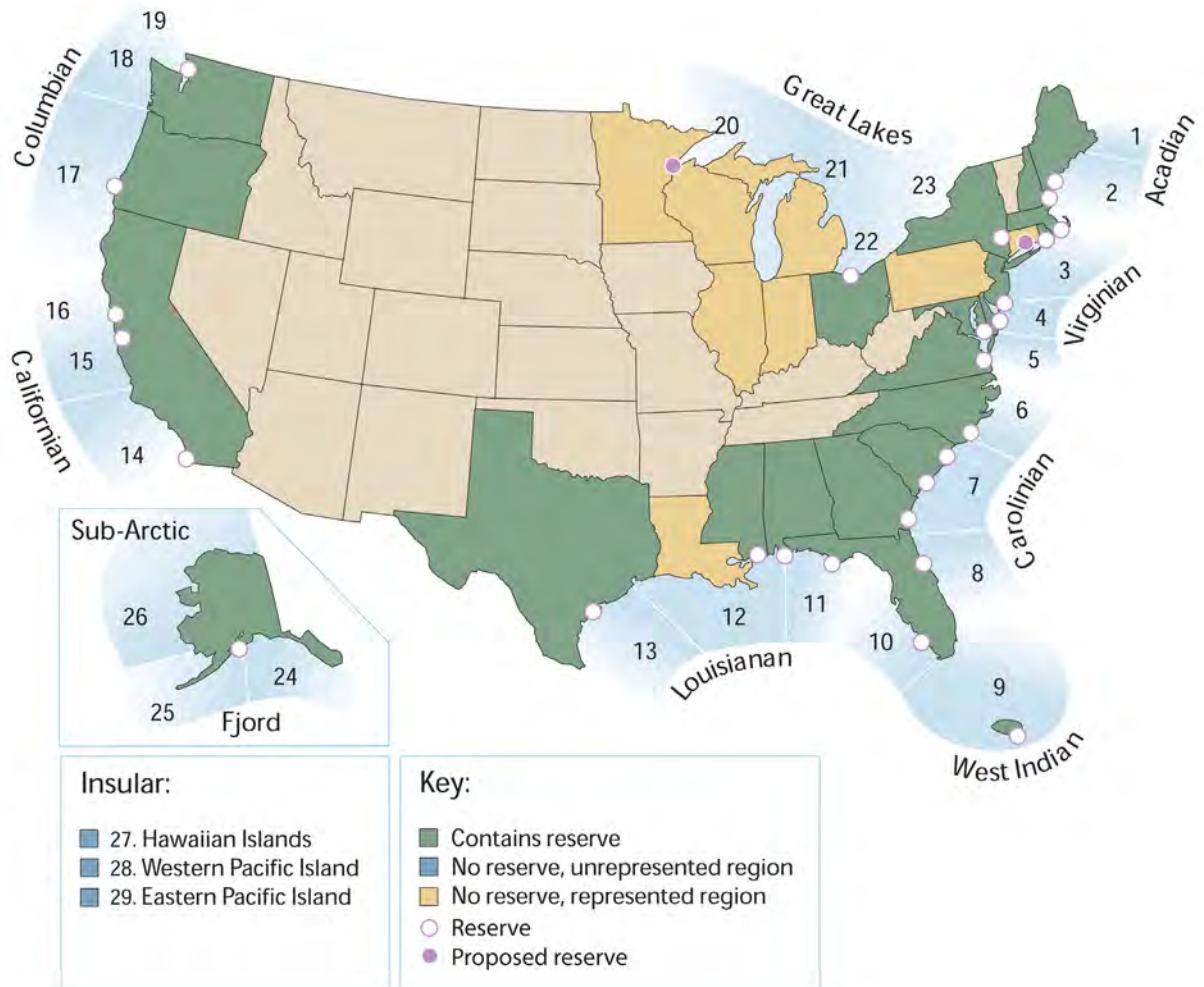 19
18
Columbian
17
16
15
Californian
14
20
Great Lakes
21
23
22
1
Acadian
2
3
Virginian
4
5
6
Carolinian
7
8
9
West Indian
10
11
12
Louisianan
13
Sub-Arctic
26
24
25
Fjord
Insular:
27. Hawaiian Islands
28. Western Pacific Island
29. Eastern Pacific Island
Key:
Contains reserve
No reserve, unrepresented region
No reserve, represented region
Reserve
Proposed reserve